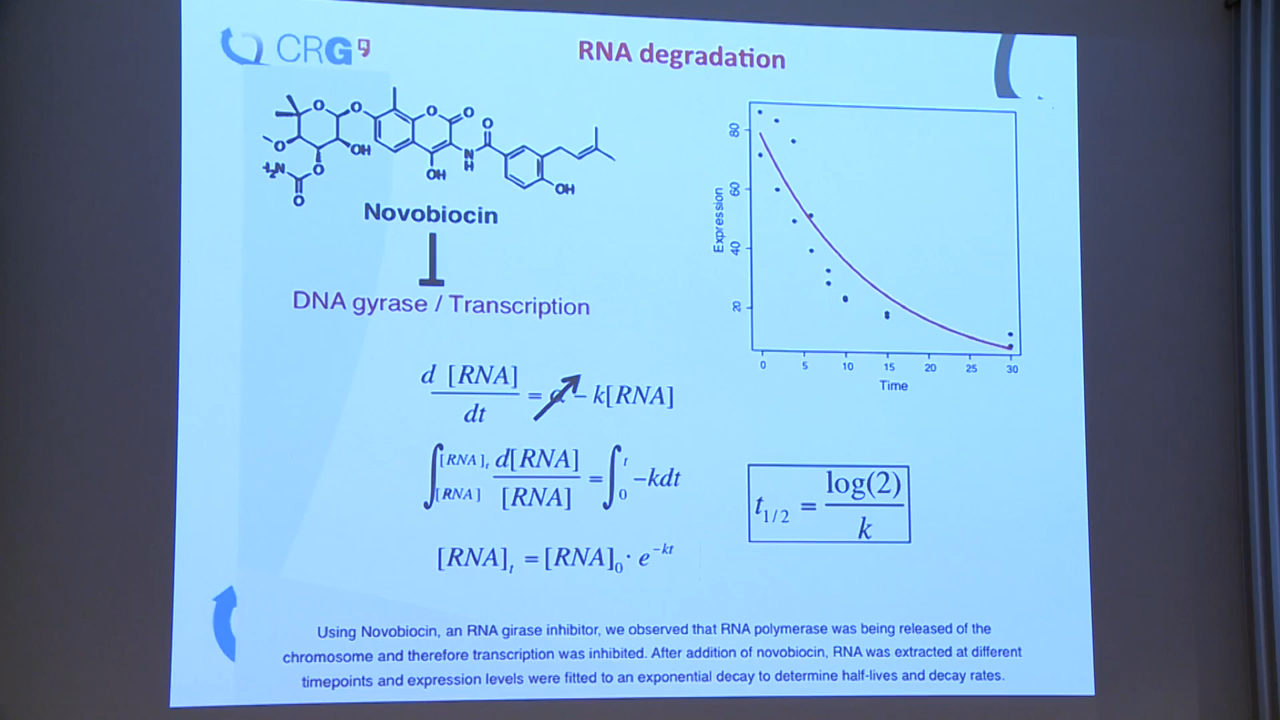 CRG
RNA degradation
O
O
O
O
O
O
OH
N
H
O
H₂N
O
O
OH
OH
Novobiocin
DNA gyrase / Transcription
d [RNA]
dt
= α – k[RNA]
∫[RNA]t [RNA] d[RNA] / [RNA] = ∫0 t –kdt
[RNA]t = [RNA]0 · e^–kt
Expression
80
60
40
20
0 5 10 15 20 25 30
Time
t1/2 = log(2) / k
Using Novobiocin, an RNA girase inhibitor, we observed that RNA polymerase was being released of the
chromosome and therefore transcription was inhibited. After addition of novobiocin, RNA was extracted at different
timepoints and expression levels were fitted to an exponential decay to determine half-lives and decay rates.